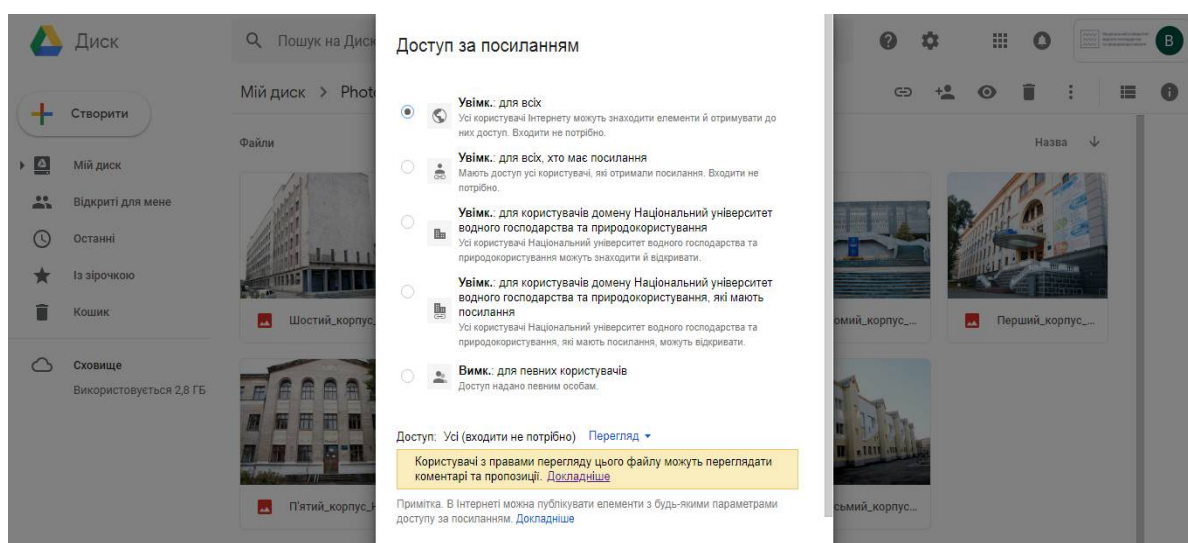 Диск
Пошук на Диск
Мій диск > Phot
Створити
Файли
Назва
Мій диск
Відкриті для мене
Останні
Із зірочкою
Кошик
Сховище
Використовується 2,8 ГБ
Шостий_корпус
омий_корпус_...
Перший_корпус_...
П'ятий_корпус_Н
ьмий_корпус...
В
Доступ за посиланням
Увімк.: для всіх
Усі користувачі Інтернету можуть знаходити елементи й отримувати до
них доступ. Входити не потрібно.
Увімк.: для всіх, хто має посилання
Мають доступ усі користувачі, які отримали посилання. Входити не
потрібно.
Увімк.: для користувачів домену Національний університет
водного господарства та природокористування
Усі користувачі Національний університет водного господарства та
природокористування можуть знаходити й відкривати.
Увімк.: для користувачів домену Національний університет
водного господарства та природокористування, які мають
посилання
Усі користувачі Національний університет водного господарства та
природокористування, які мають посилання, можуть відкривати.
Вимк.: для певних користувачів
Доступ надано певним особам.
Доступ: Усі (входити не потрібно) Перегляд
Користувачі з правами перегляду цього файлу можуть переглядати
коментарі та пропозиції. Докладніше
Примітка. В Інтернеті можна публікувати елементи з будь-якими параметрами
доступу за посиланням. Докладніше